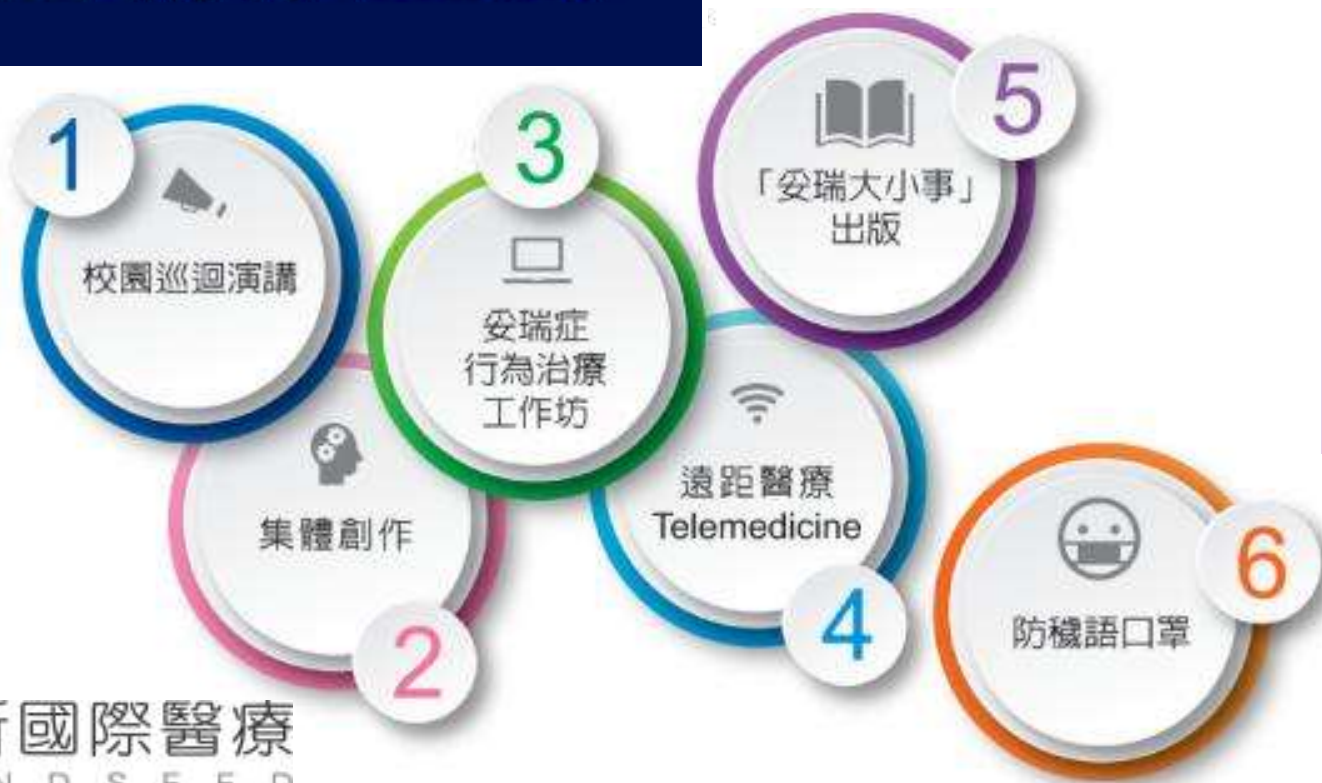 1
校園巡迴演講
2
集體創作
3
妥瑞症
行為治療
工作坊
4
遠距醫療
Telemedicine
5
「妥瑞大小事」
出版
6
防穢語口罩
國際醫療
N D S E E D